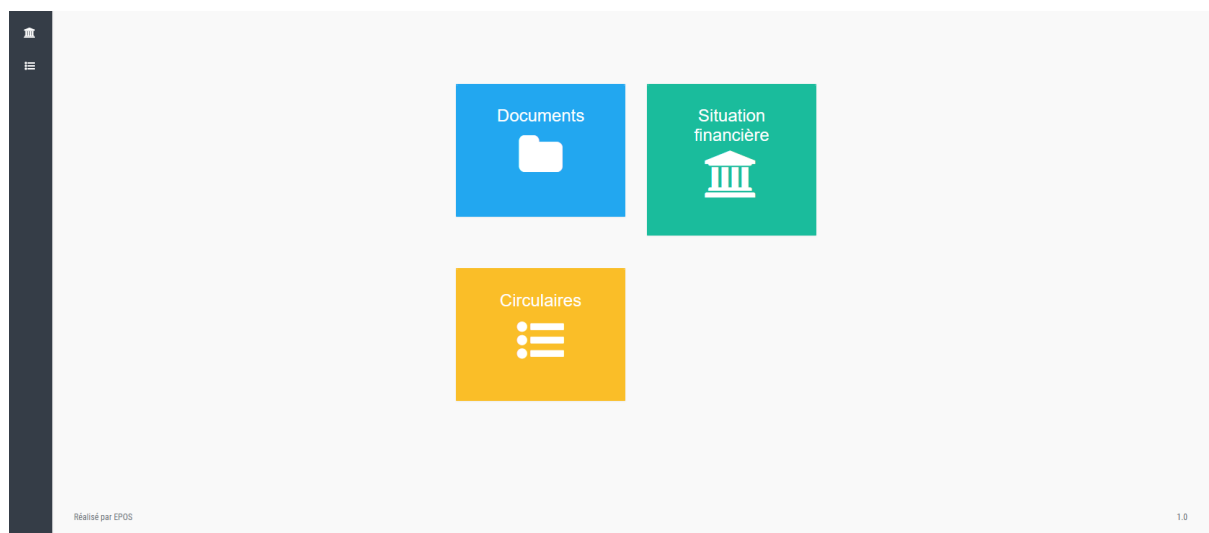 Documents
Situation
financière
Circulaires
Réalisé par EPOS
1.0